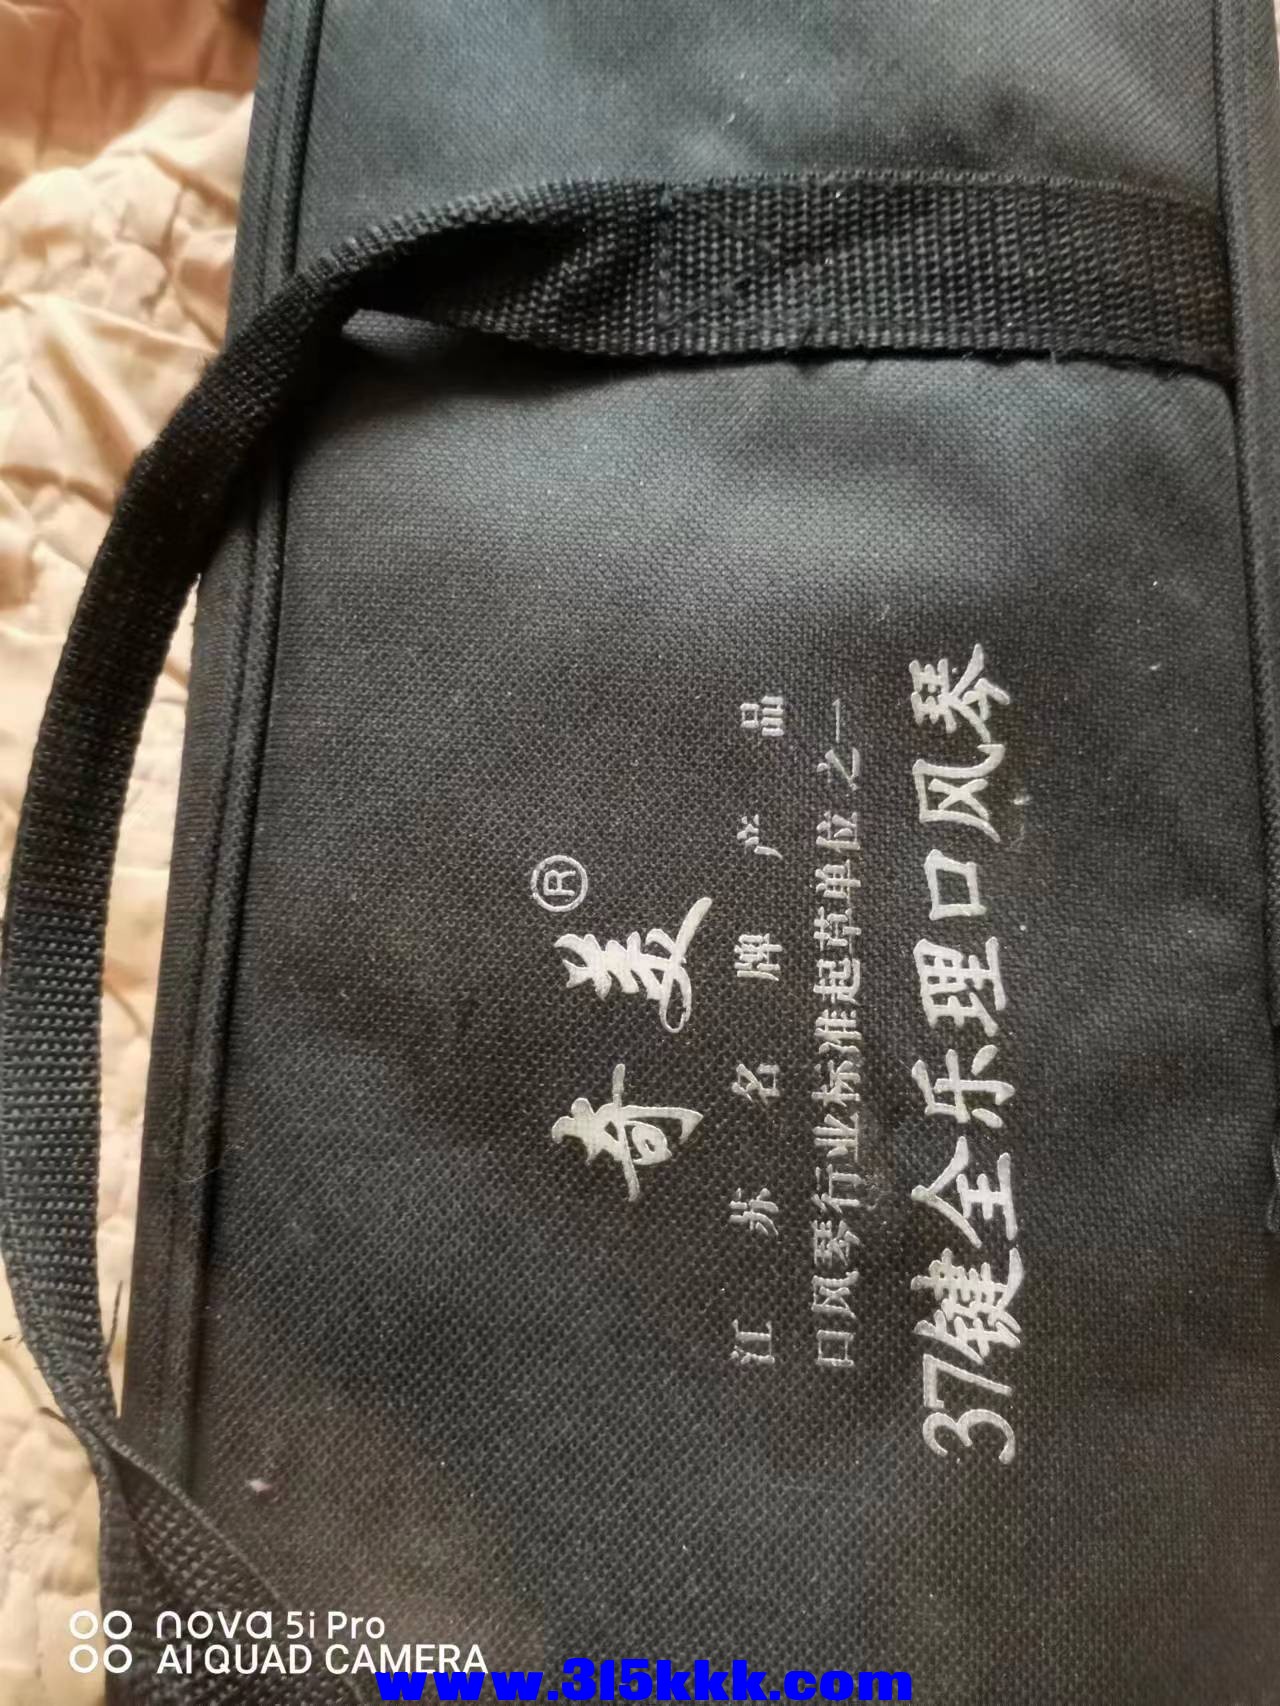 奇美®
江苏名牌产品
口风琴行业标准起草单位之一
37键全乐理口风琴
nova 5i Pro
AI QUAD CAMERA
www.315kkk.com